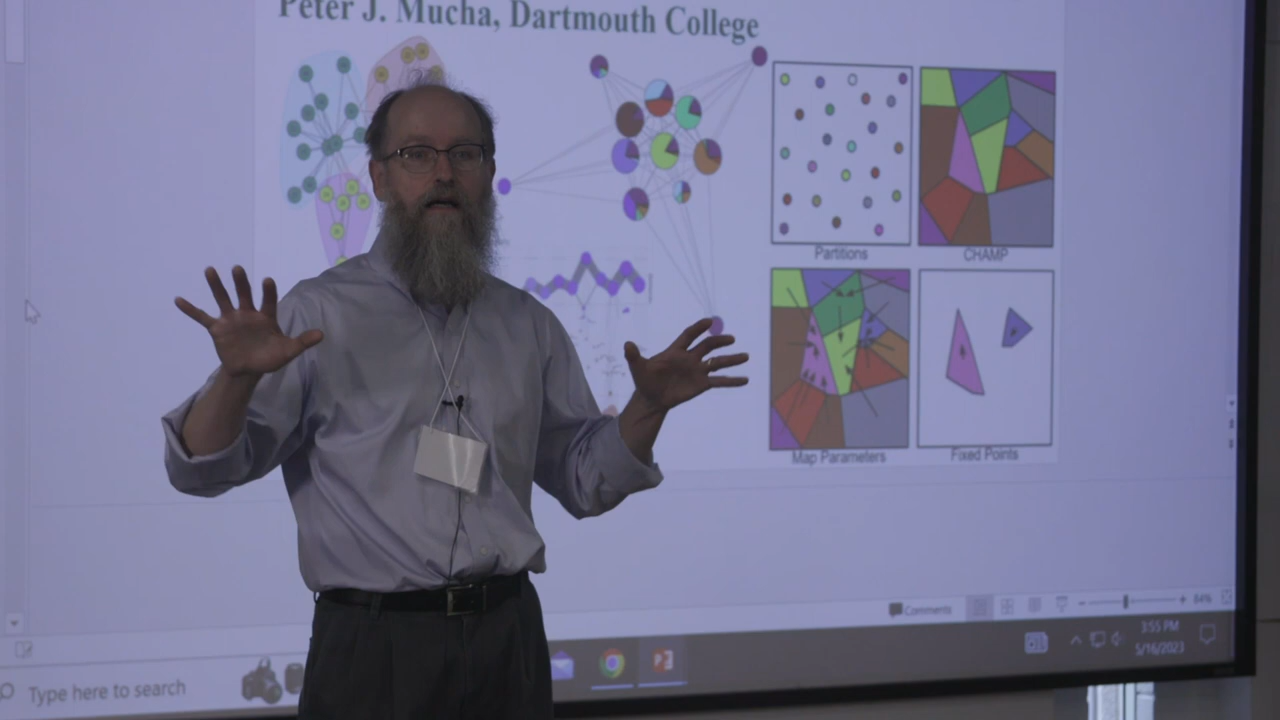 Peter J. Mucha, Dartmouth College
Partitions
CHAMP
Map Parameters
Fixed Points
Comments
84%
Type here to search
3:55 PM
5/16/2023